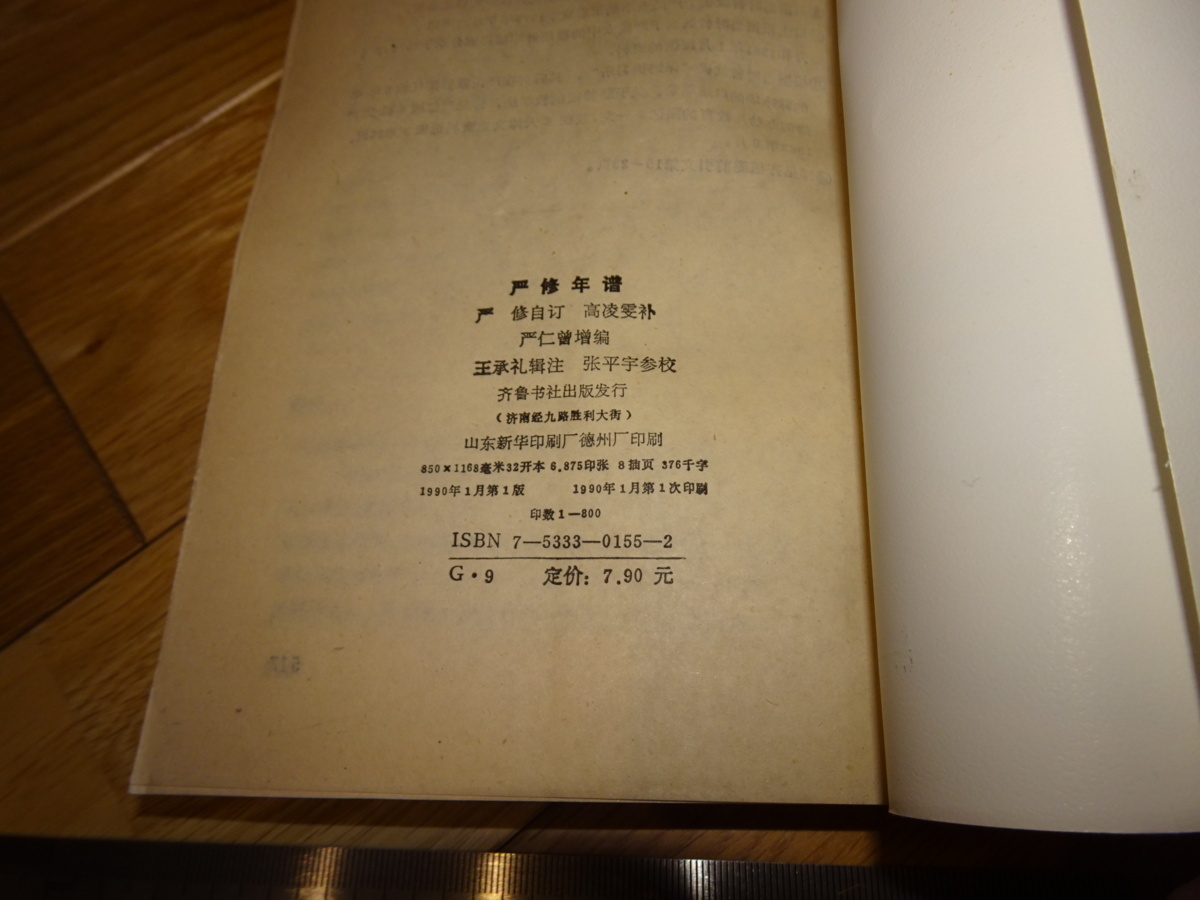 严修年谱
严 修自订 高凌雯补
严仁曾增编
王承礼辑注 张平宇参校
齐鲁书社出版发行
(济南经九路胜利大街)
山东新华印刷厂德州厂印刷
850×1168毫米32开本 6.875印张 8插页 376千字
1990年1月第1版 1990年1月第1次印刷
印数1—800
ISBN 7—5333—0155—2
G·9 定价: 7.90 元
517